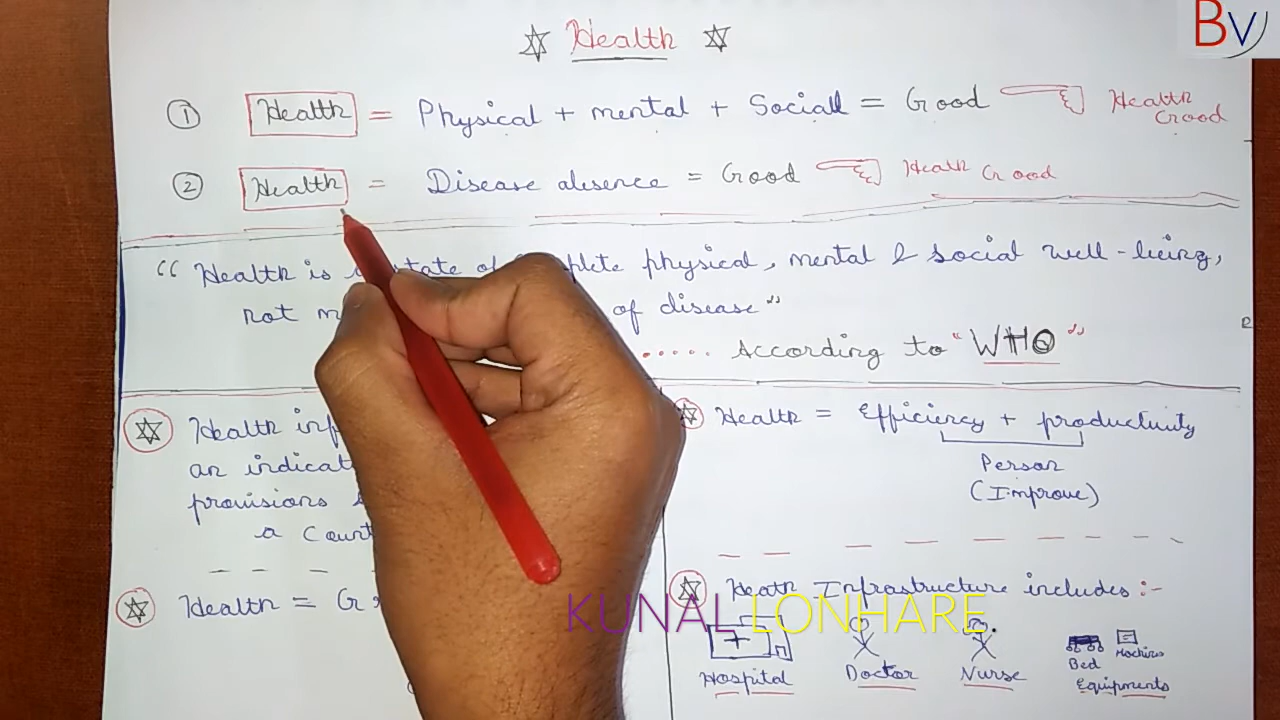 BV
☆ Health ☆
① Health = Physical + mental + Social = Good Health Good
② Health = Disease absence = Good Health Good
“ Health is physical, mental & social well-being,
not of disease”
..... According to “WHO”
Health
an
provisions
a
Health =
Health = Efficiency + productivity
Person
(Improve)
Heath Infrastructure includes :-
KUNAL LONHARE
Hospital Doctor Nurse Bed Machines
Equipments